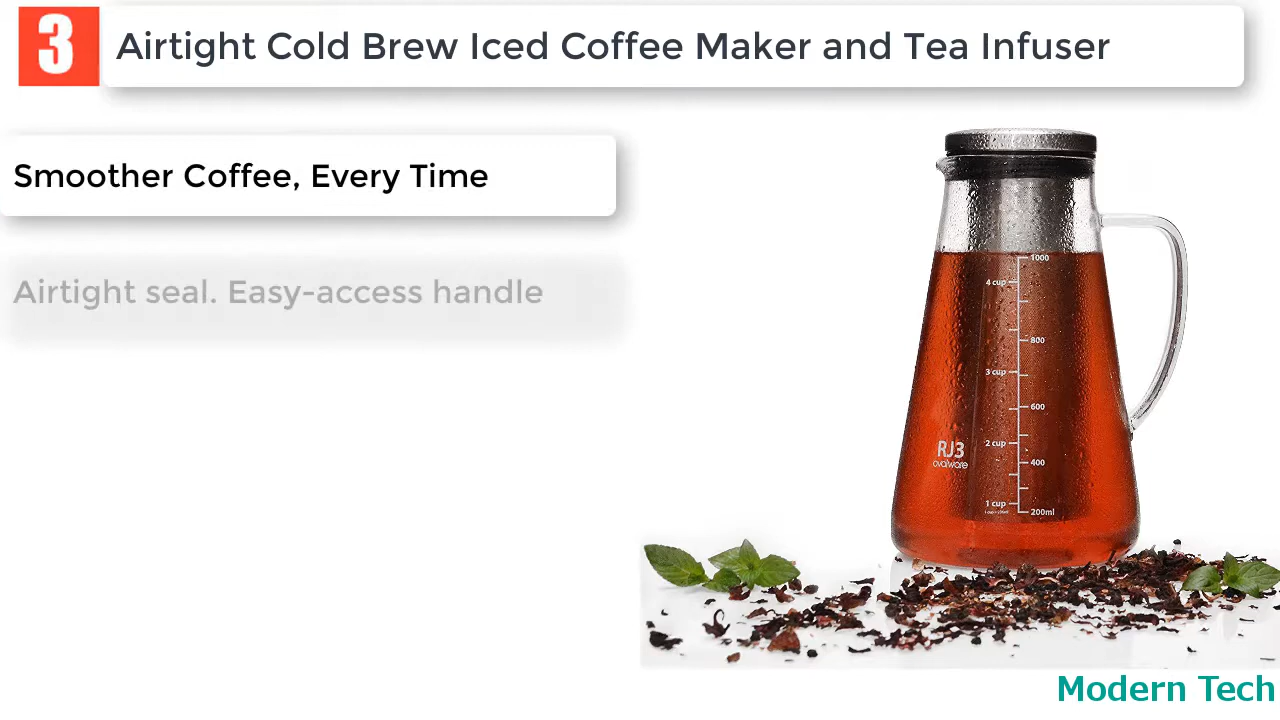 3
Airtight Cold Brew Iced Coffee Maker and Tea Infuser
Smoother Coffee, Every Time
Airtight seal. Easy-access handle
1000
4 cup
800
3 cup
600
2 cup
400
1 cup
200ml
RJ3
ovalware
Modern Tech